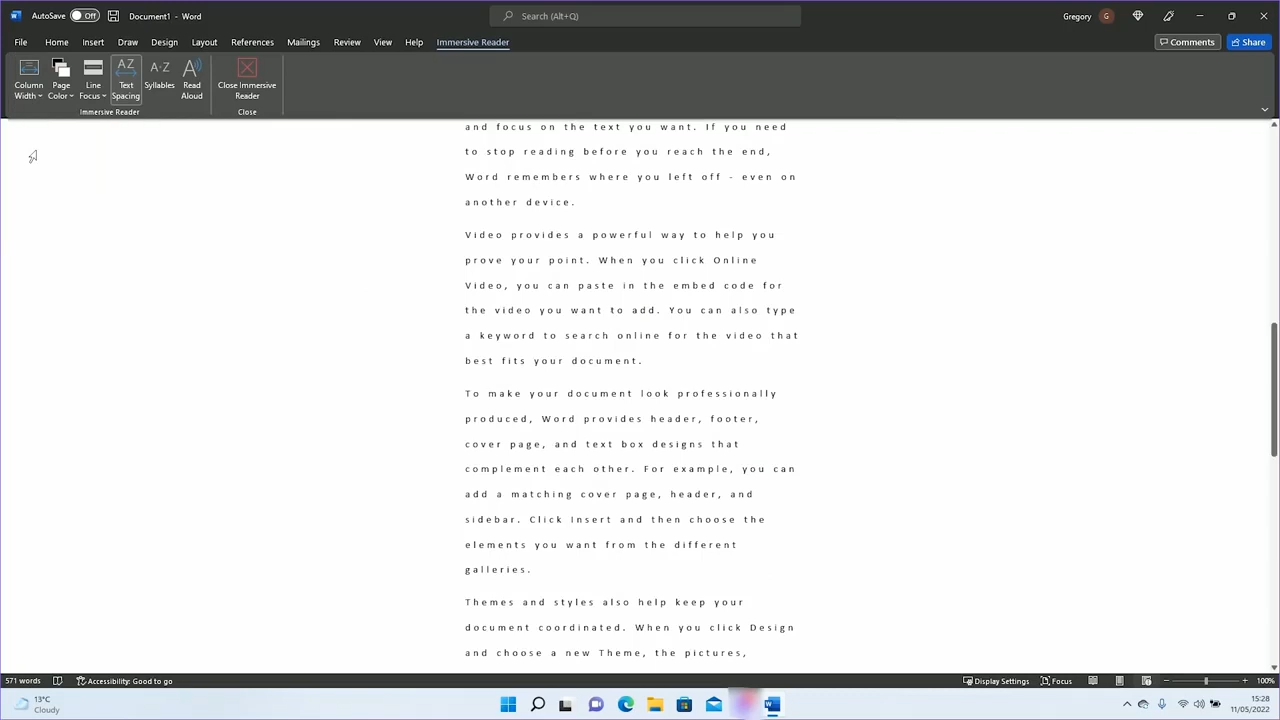 AutoSave Off Document1 - Word Search (Alt+Q) Gregory G
File Home Insert Draw Design Layout References Mailings Review View Help Immersive Reader Comments Share
Column Width Page Color Line Focus Text Spacing Syllables Read Aloud Close Immersive Reader
Immersive Reader Close
and focus on the text you want. If you need
to stop reading before you reach the end,
Word remembers where you left off - even on
another device.
Video provides a powerful way to help you
prove your point. When you click Online
Video, you can paste in the embed code for
the video you want to add. You can also type
a keyword to search online for the video that
best fits your document.
To make your document look professionally
produced, Word provides header, footer,
cover page, and text box designs that
complement each other. For example, you can
add a matching cover page, header, and
sidebar. Click Insert and then choose the
elements you want from the different
galleries.
Themes and styles also help keep your
document coordinated. When you click Design
and choose a new Theme, the pictures,
571 words Accessibility: Good to go Display Settings Focus 100%
13°C
Cloudy
15:28
11/05/2022